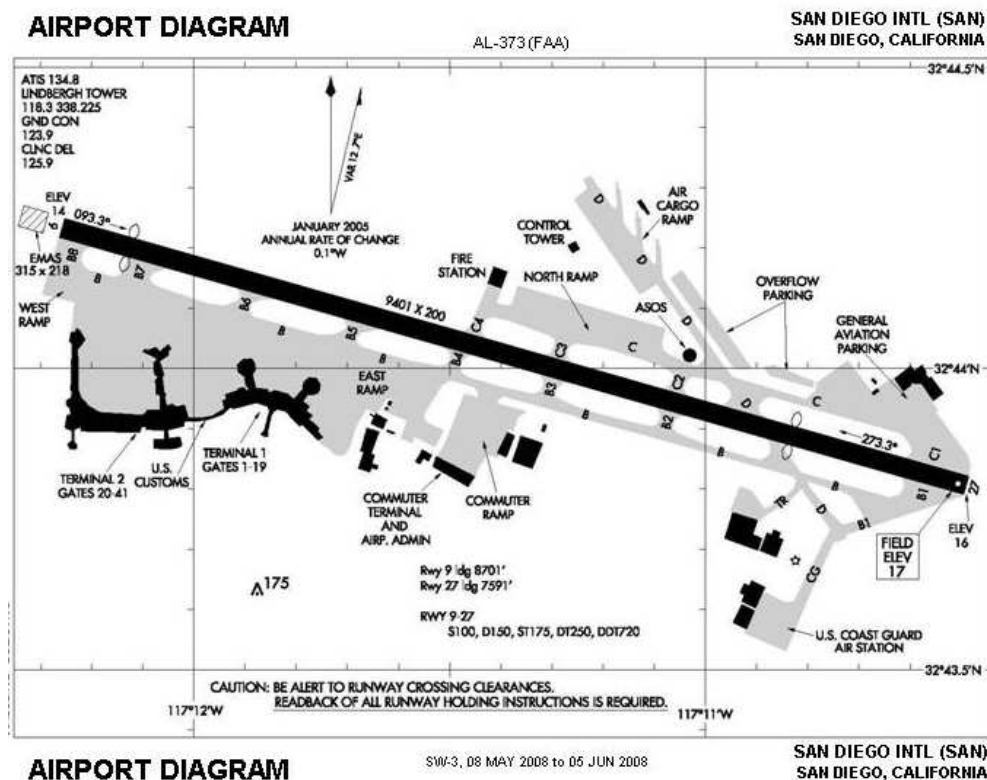 AIRPORT DIAGRAM
AL-373 (FAA)
SAN DIEGO INTL (SAN)
SAN DIEGO, CALIFORNIA
32°44.5'N
ATIS 134.8
LINDBERGH TOWER
118.3 338.225
GND CON
123.9
CLNC DEL
125.9
VAR 12.7°E
JANUARY 2005
ANNUAL RATE OF CHANGE
0.1°W
ELEV
14
9
093.3°
EMAS
315 x 218
WEST
RAMP
B8
B
B7
B6
B
B5
B
B4
C4
9401 X 200
FIRE
STATION
CONTROL
TOWER
NORTH RAMP
D
AIR
CARGO
RAMP
D
ASOS
D
OVERFLOW
PARKING
GENERAL
AVIATION
PARKING
C3
C
C2
32°44'N
B3
B
B2
D
C
273.3°
C1
B
B
B1
27
ELEV
16
FIELD
ELEV
17
TR
D
B1
CG
U.S. COAST GUARD
AIR STATION
EAST
RAMP
TERMINAL 2
GATES 20-41
U.S.
CUSTOMS
TERMINAL 1
GATES 1-19
COMMUTER
TERMINAL
AND
AIRP. ADMIN
COMMUTER
RAMP
175
Rwy 9 ldg 8701'
Rwy 27 ldg 7591'
RWY 9-27
S100, D150, ST175, DT250, DDT720
32°43.5'N
CAUTION: BE ALERT TO RUNWAY CROSSING CLEARANCES.
READBACK OF ALL RUNWAY HOLDING INSTRUCTIONS IS REQUIRED.
117°12'W
117°11'W
AIRPORT DIAGRAM
SW-3, 08 MAY 2008 to 05 JUN 2008
SAN DIEGO INTL (SAN)
SAN DIEGO, CALIFORNIA